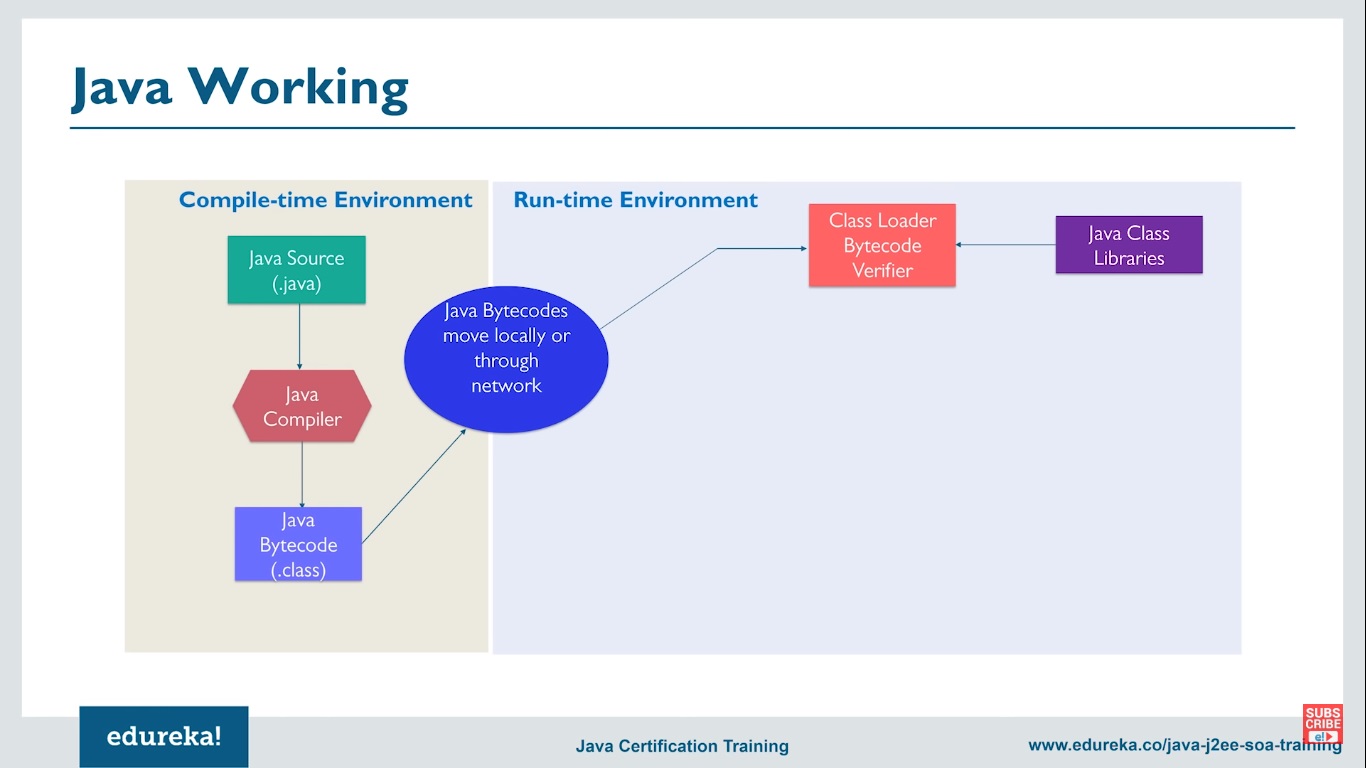 Java Working
Compile-time Environment
Run-time Environment
Java Source
(.java)
Java
Compiler
Java
Bytecode
(.class)
Java Bytecodes
move locally or
through
network
Class Loader
Bytecode
Verifier
Java Class
Libraries
edureka!
Java Certification Training
www.edureka.co/java-j2ee-soa-training
SUBS
CRIBE
e!